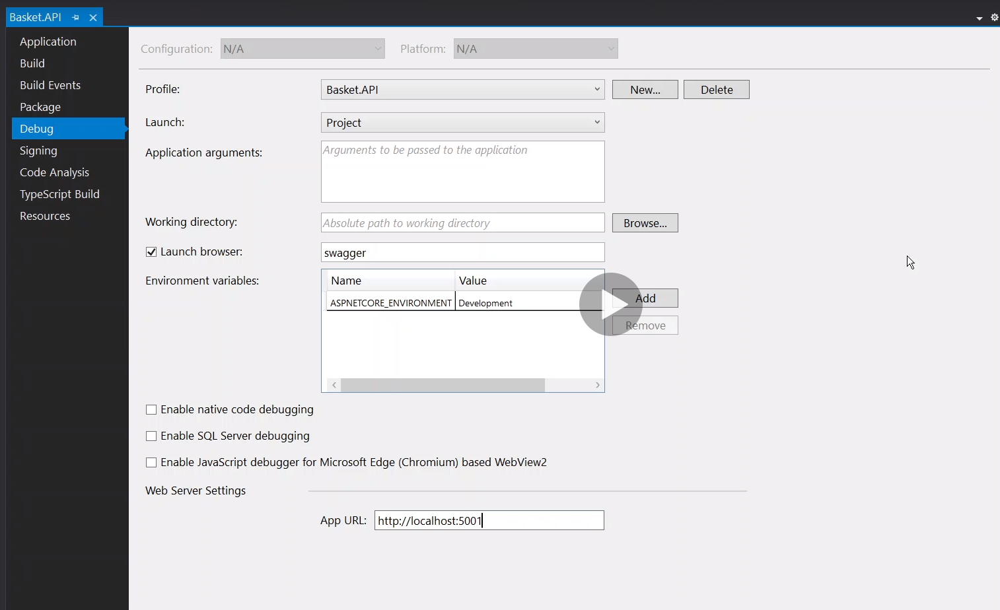 Basket.API
Application
Build
Build Events
Package
Debug
Signing
Code Analysis
TypeScript Build
Resources
Configuration: N/A Platform: N/A
Profile: Basket.API New... Delete
Launch: Project
Application arguments: Arguments to be passed to the application
Working directory: Absolute path to working directory Browse...
Launch browser: swagger
Environment variables: Name Value Add
ASPNETCORE_ENVIRONMENT Development
Remove
Enable native code debugging
Enable SQL Server debugging
Enable JavaScript debugger for Microsoft Edge (Chromium) based WebView2
Web Server Settings
App URL: http://localhost:5001